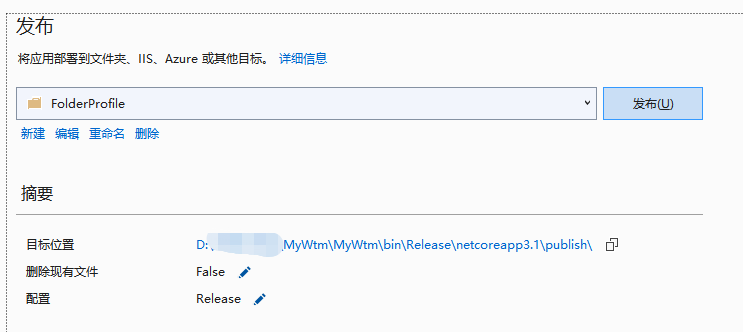 发布
将应用部署到文件夹、IIS、Azure 或其他目标。 详细信息
FolderProfile 发布(U)
新建 编辑 重命名 删除
摘要
目标位置 D:\ \MyWtm\MyWtm\bin\Release\netcoreapp3.1\publish\
删除现有文件 False
配置 Release